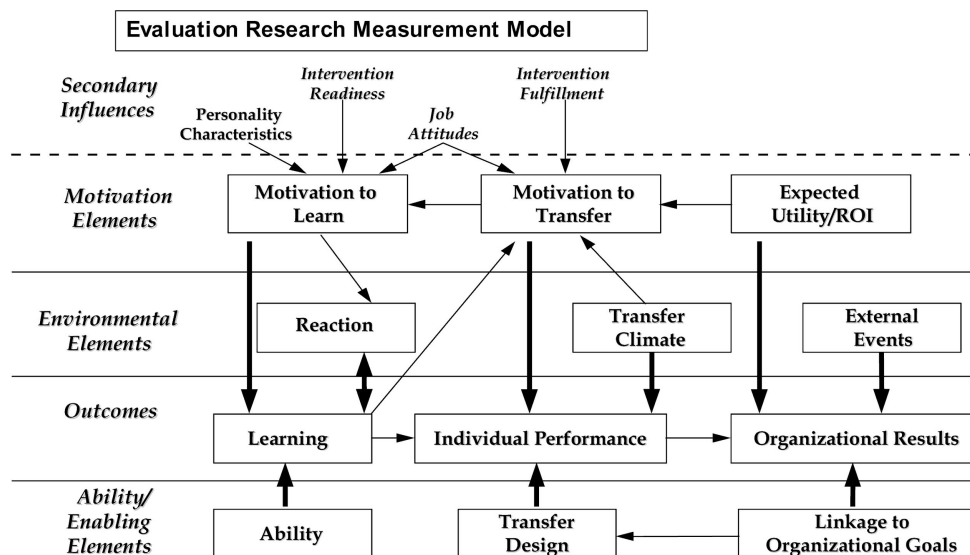 Evaluation Research Measurement Model
Secondary
Influences
Intervention
Readiness
Intervention
Fulfillment
Personality
Characteristics
Job
Attitudes
Motivation
Elements
Motivation to
Learn
Motivation to
Transfer
Expected
Utility/ROI
Environmental
Elements
Reaction
Transfer
Climate
External
Events
Outcomes
Learning
Individual Performance
Organizational Results
Ability/
Enabling
Elements
Ability
Transfer
Design
Linkage to
Organizational Goals